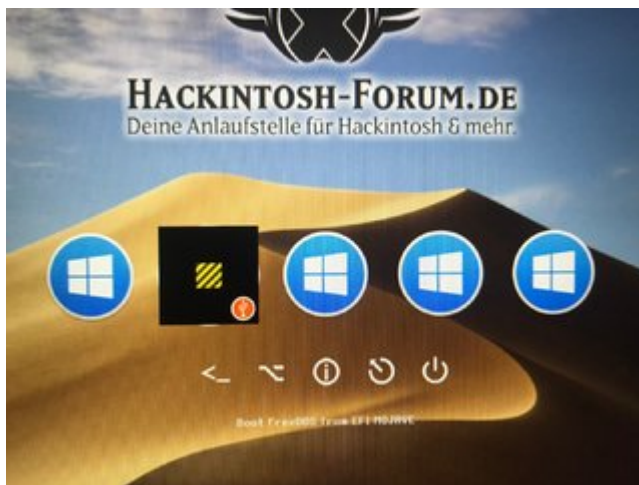 HACKINTOSH-FORUM.DE
Deine Anlaufstelle für Hackintosh & mehr.
<_
Boot FreeDOS from EFI MOJAVE